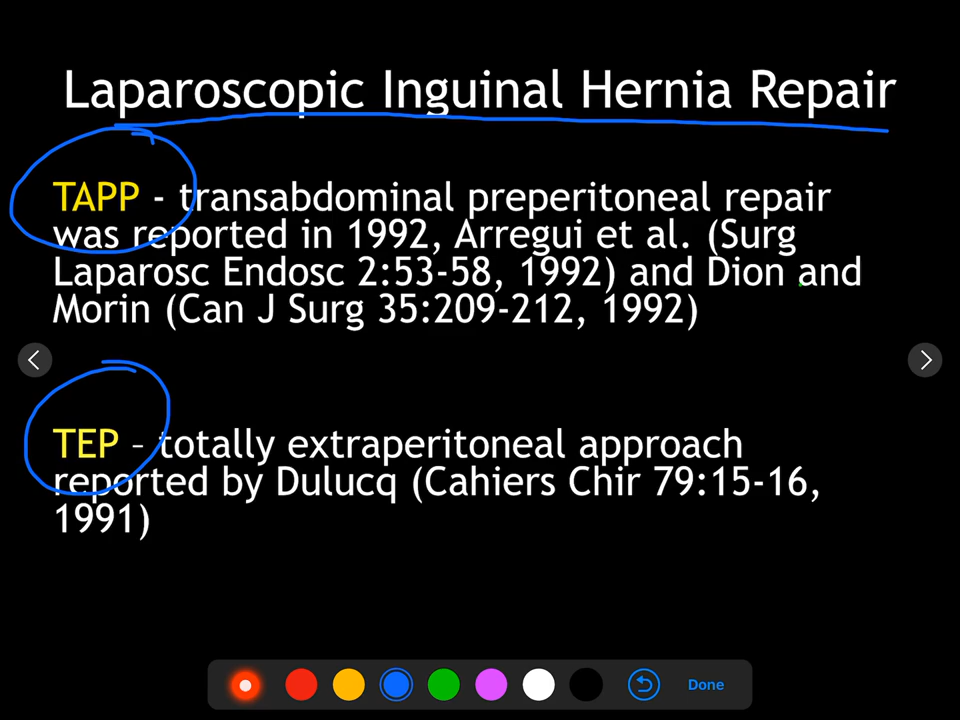 Laparoscopic Inguinal Hernia Repair
TAPP - transabdominal preperitoneal repair
was reported in 1992, Arregui et al. (Surg
Laparosc Endosc 2:53-58, 1992) and Dion and
Morin (Can J Surg 35:209-212, 1992)
TEP – totally extraperitoneal approach
reported by Dulucq (Cahiers Chir 79:15-16,
1991)
Done